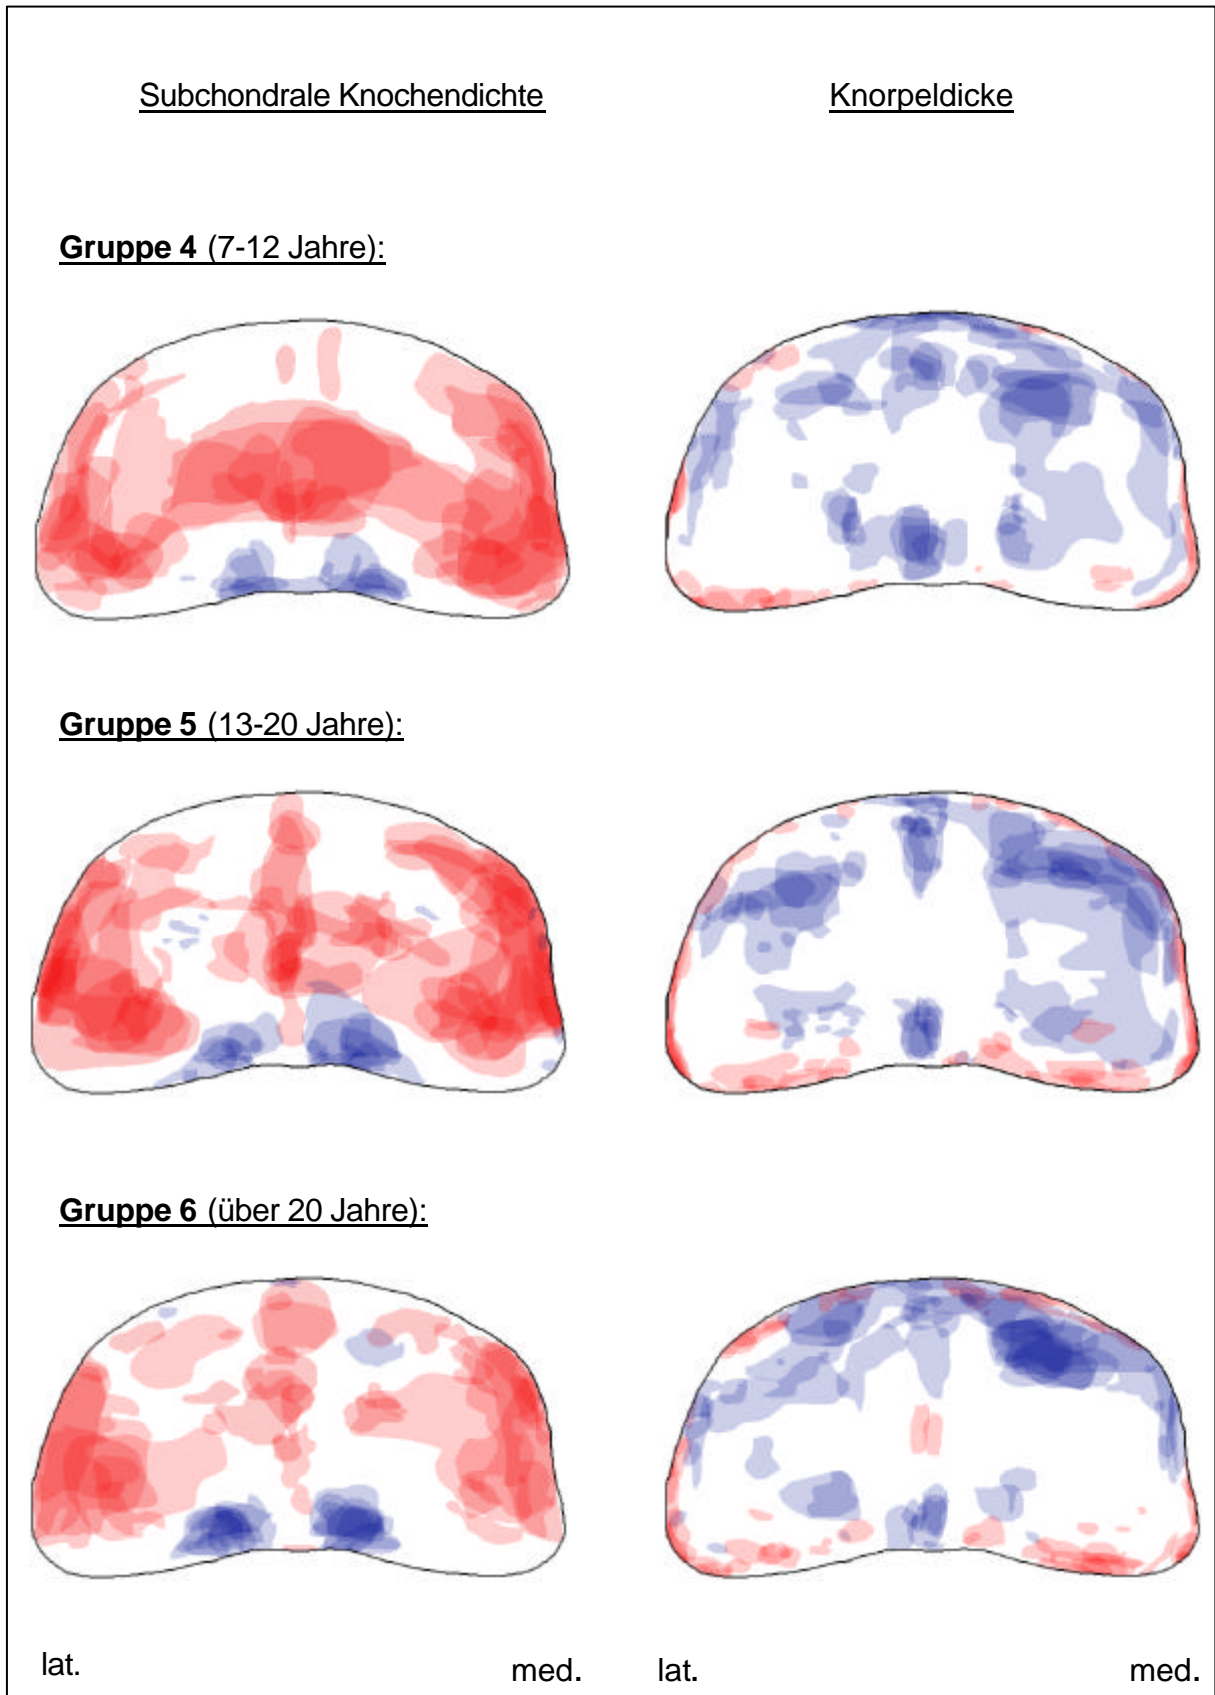 Subchondrale Knochendichte Knorpeldicke
Gruppe 4 (7-12 Jahre):
Gruppe 5 (13-20 Jahre):
Gruppe 6 (über 20 Jahre):
lat. med. lat. med.